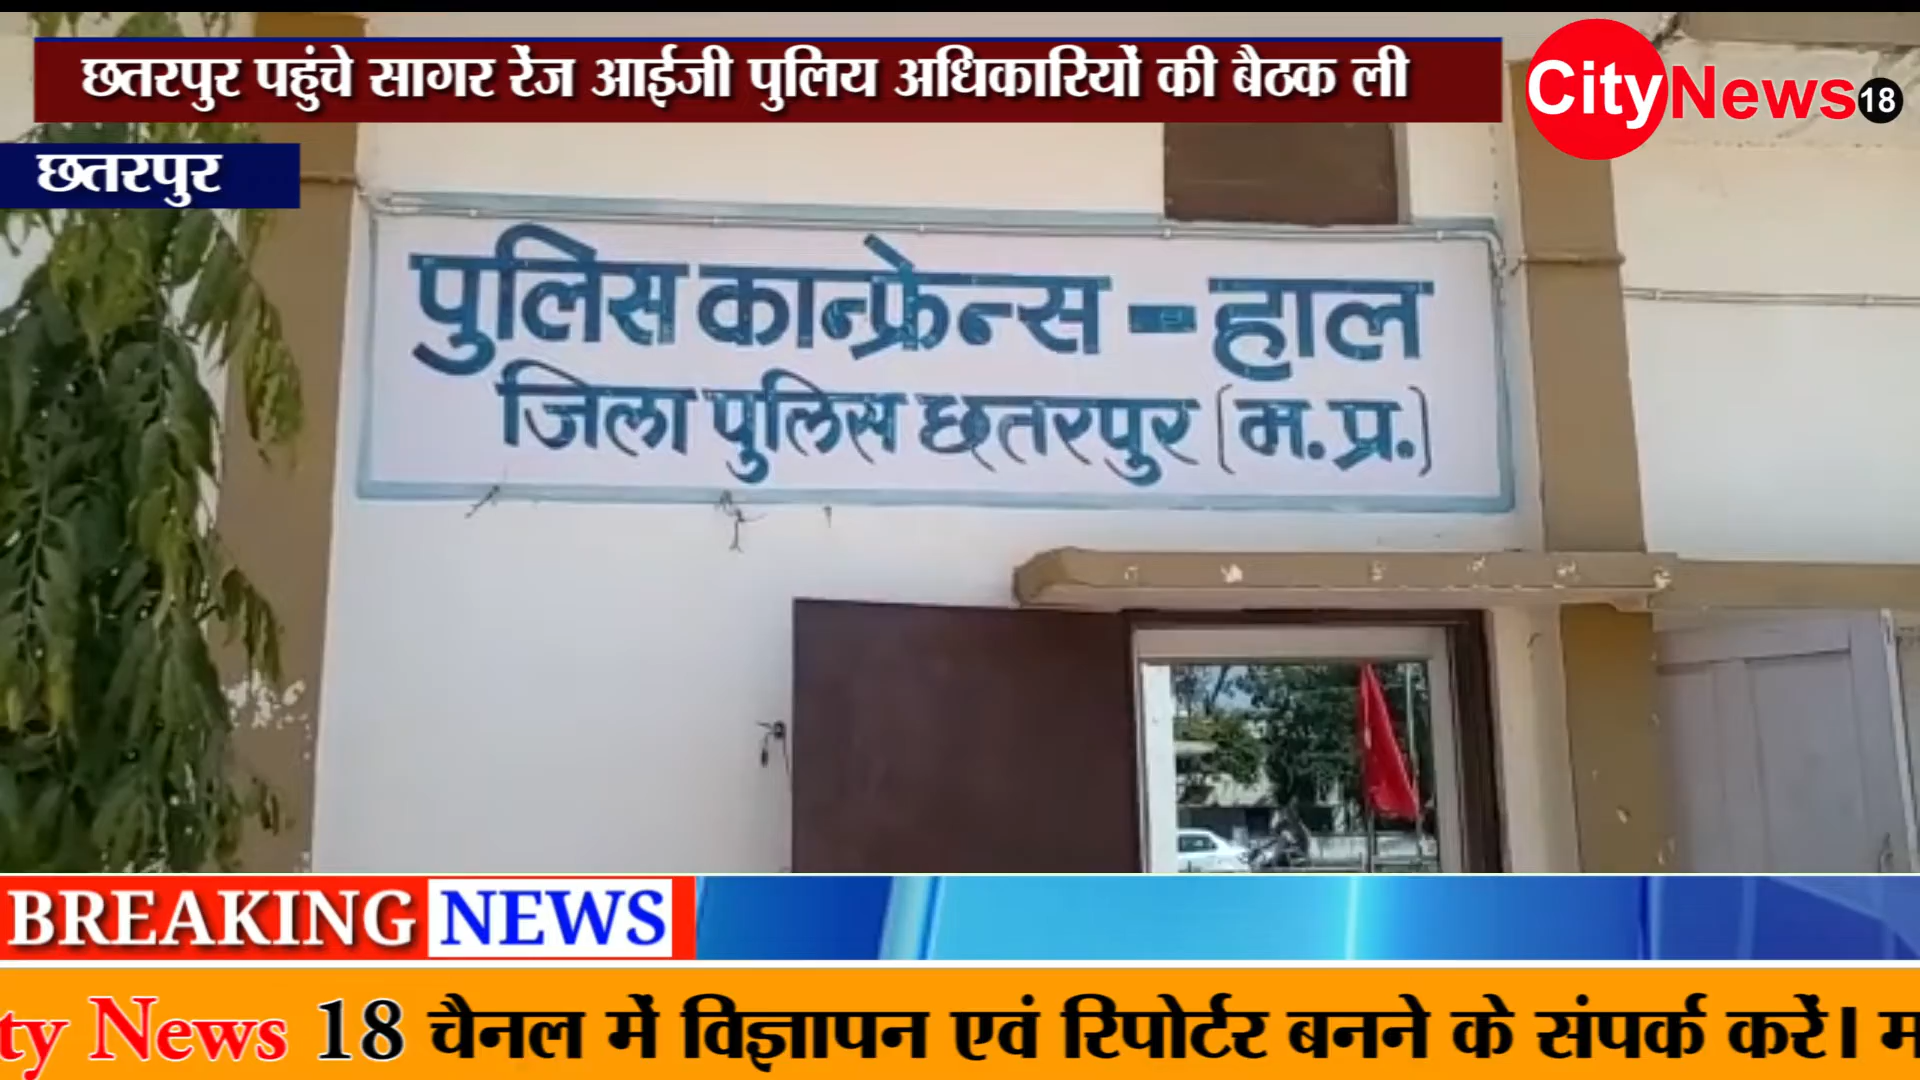 छतरपुर पहुंचे सागर रेंज आईजी पुलिय अधिकारियों की बैठक ली
CityNews18
छतरपुर
पुलिस कान्फ्रेन्स - हाल
जिला पुलिस छतरपुर (म.प्र.)
BREAKING NEWS
ty News 18 चैनल में विज्ञापन एवं रिपोर्टर बनने के संपर्क करें। म